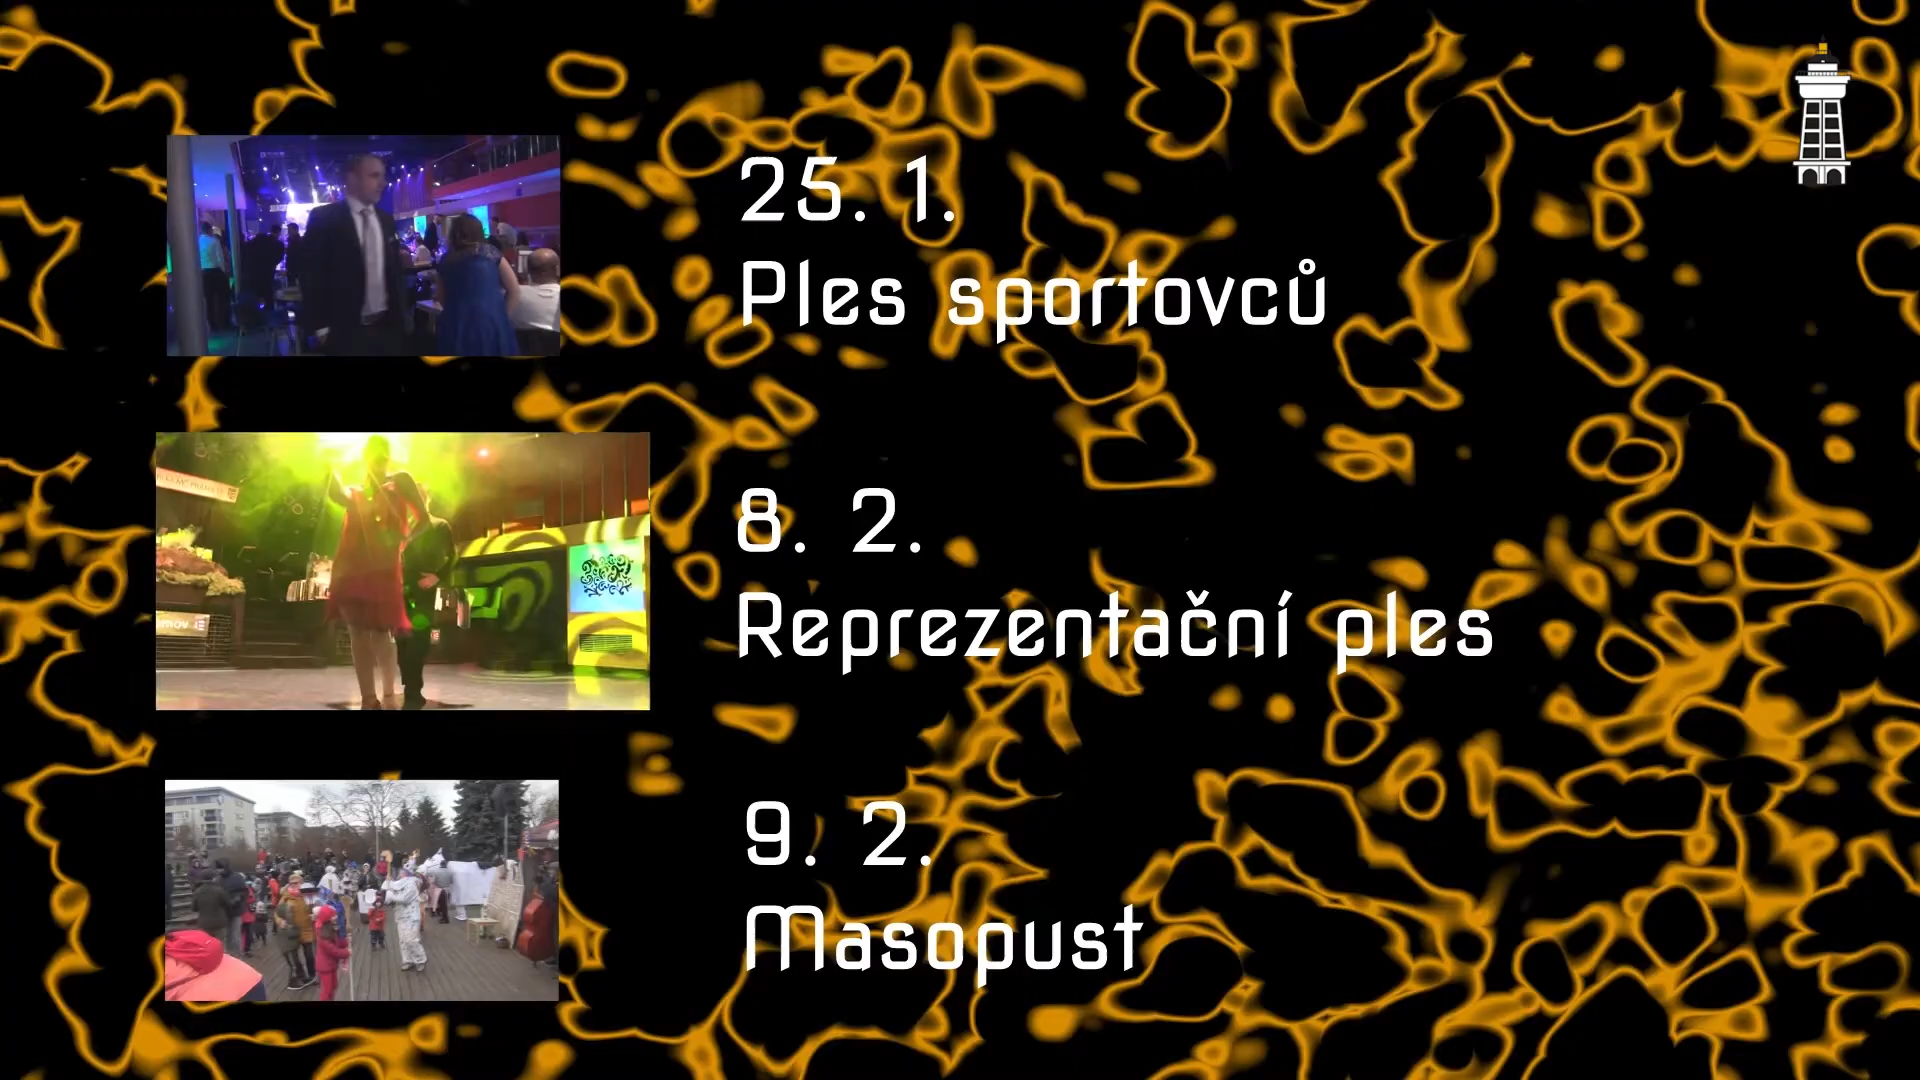 25. 1.
Ples sportovců
8. 2.
Reprezentační ples
9. 2.
Masopust